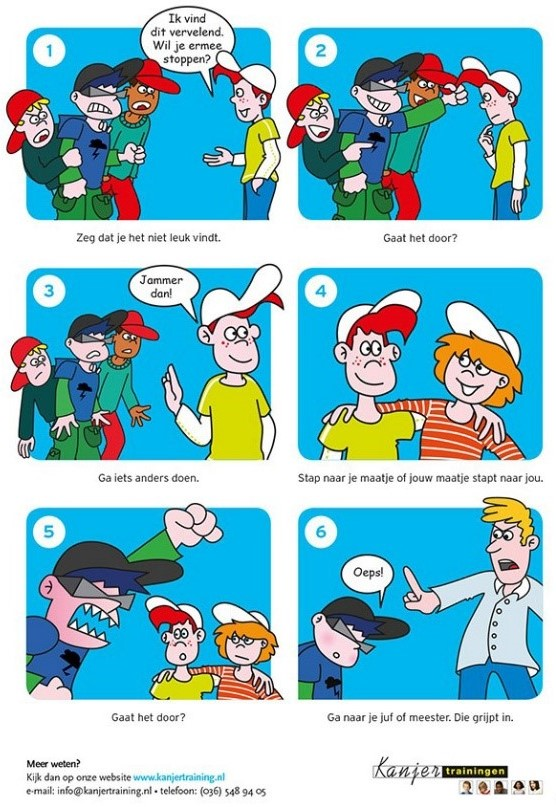 1
Ik vind
dit vervelend.
Wil je ermee
stoppen?
Zeg dat je het niet leuk vindt.
2
Gaat het door?
3
Jammer
dan!
Ga iets anders doen.
4
Stap naar je maatje of jouw maatje stapt naar jou.
5
Gaat het door?
6
Oeps!
Ga naar je juf of meester. Die grijpt in.
Meer weten?
Kijk dan op onze website www.kanjertraining.nl
e-mail: info@kanjertraining.nl • telefoon: (036) 548 94 05
Kanjer trainingen